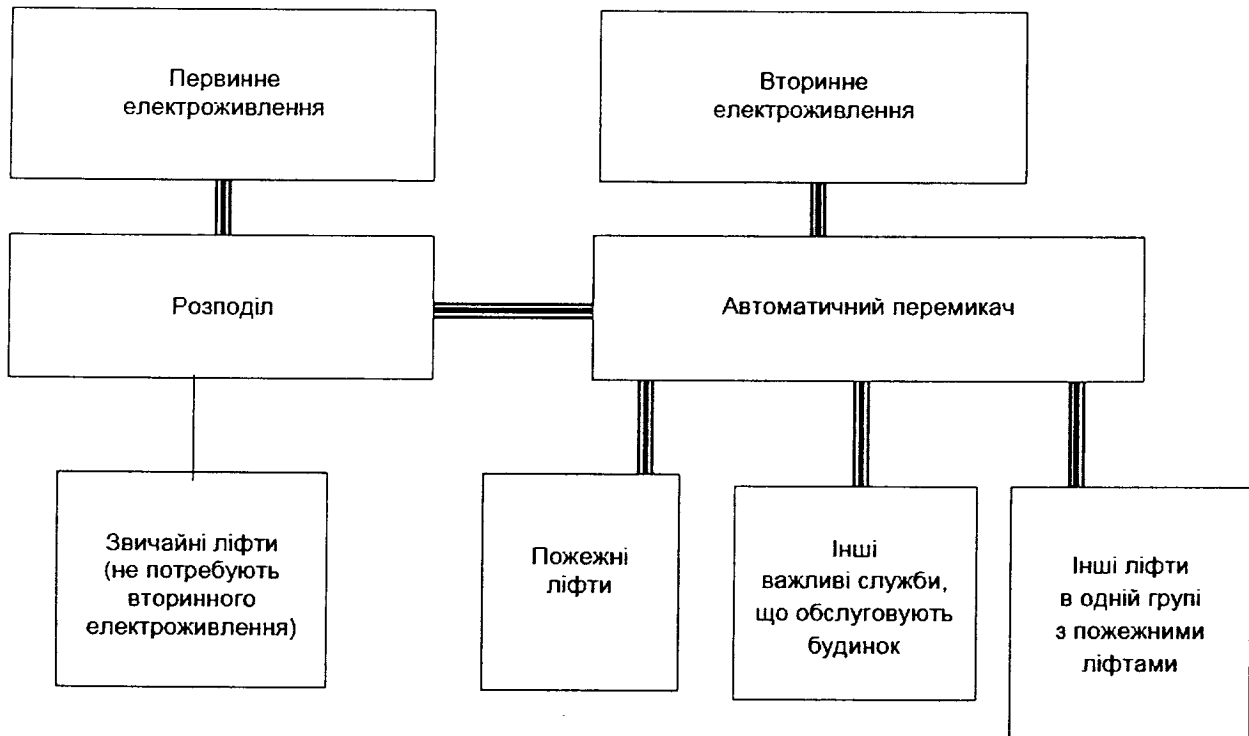 Первинне
електроживлення
Вторинне
електроживлення
Розподіл
Автоматичний перемикач
Звичайні ліфти
(не потребують
вторинного
електроживлення)
Пожежні
ліфти
Інші
важливі служби,
що обслуговують
будинок
Інші ліфти
в одній групі
з пожежними
ліфтами